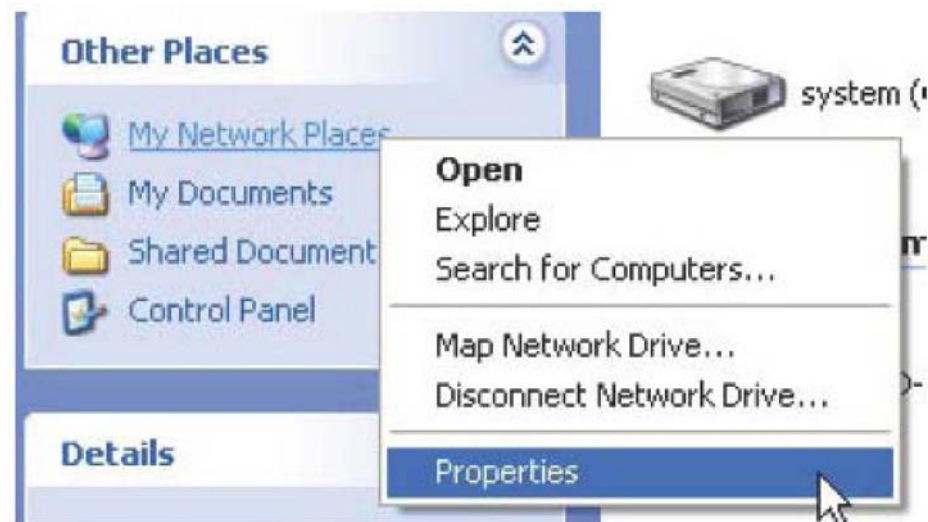 Other Places
My Network Places
My Documents
Shared Document
Control Panel
Details
Open
Explore
Search for Computers...
Map Network Drive...
Disconnect Network Drive...
Properties
system (